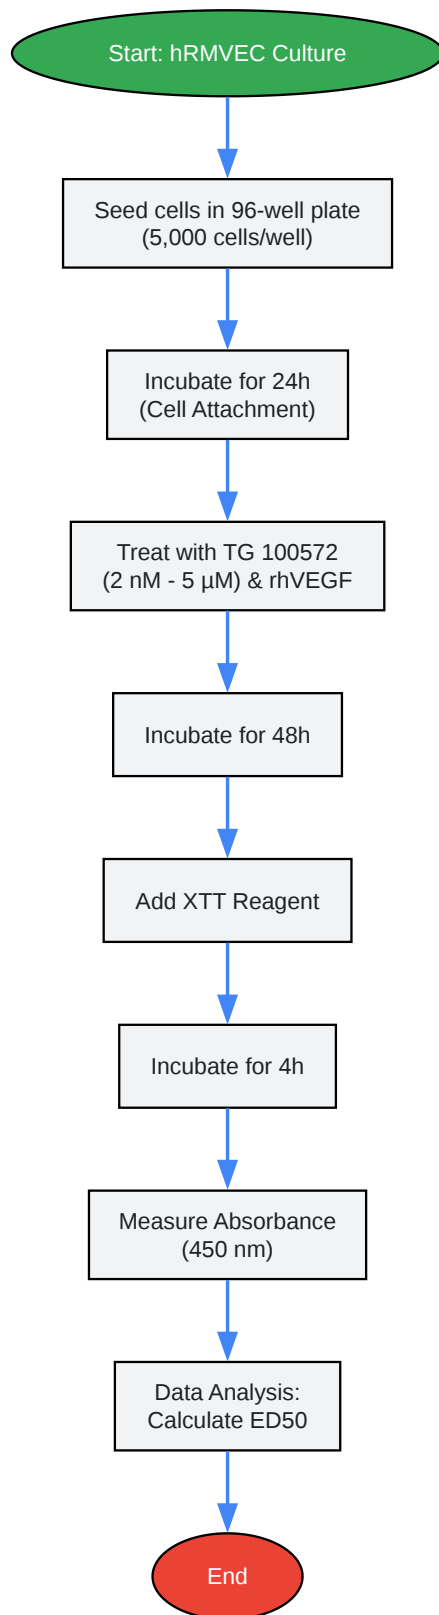 Start: hRMVEC Culture
Seed cells in 96-well plate
(5,000 cells/well)
Incubate for 24h
(Cell Attachment)
Treat with TG 100572
(2 nM - 5 µM) & rhVEGF
Incubate for 48h
Add XTT Reagent
Incubate for 4h
Measure Absorbance
(450 nm)
Data Analysis:
Calculate ED50
End